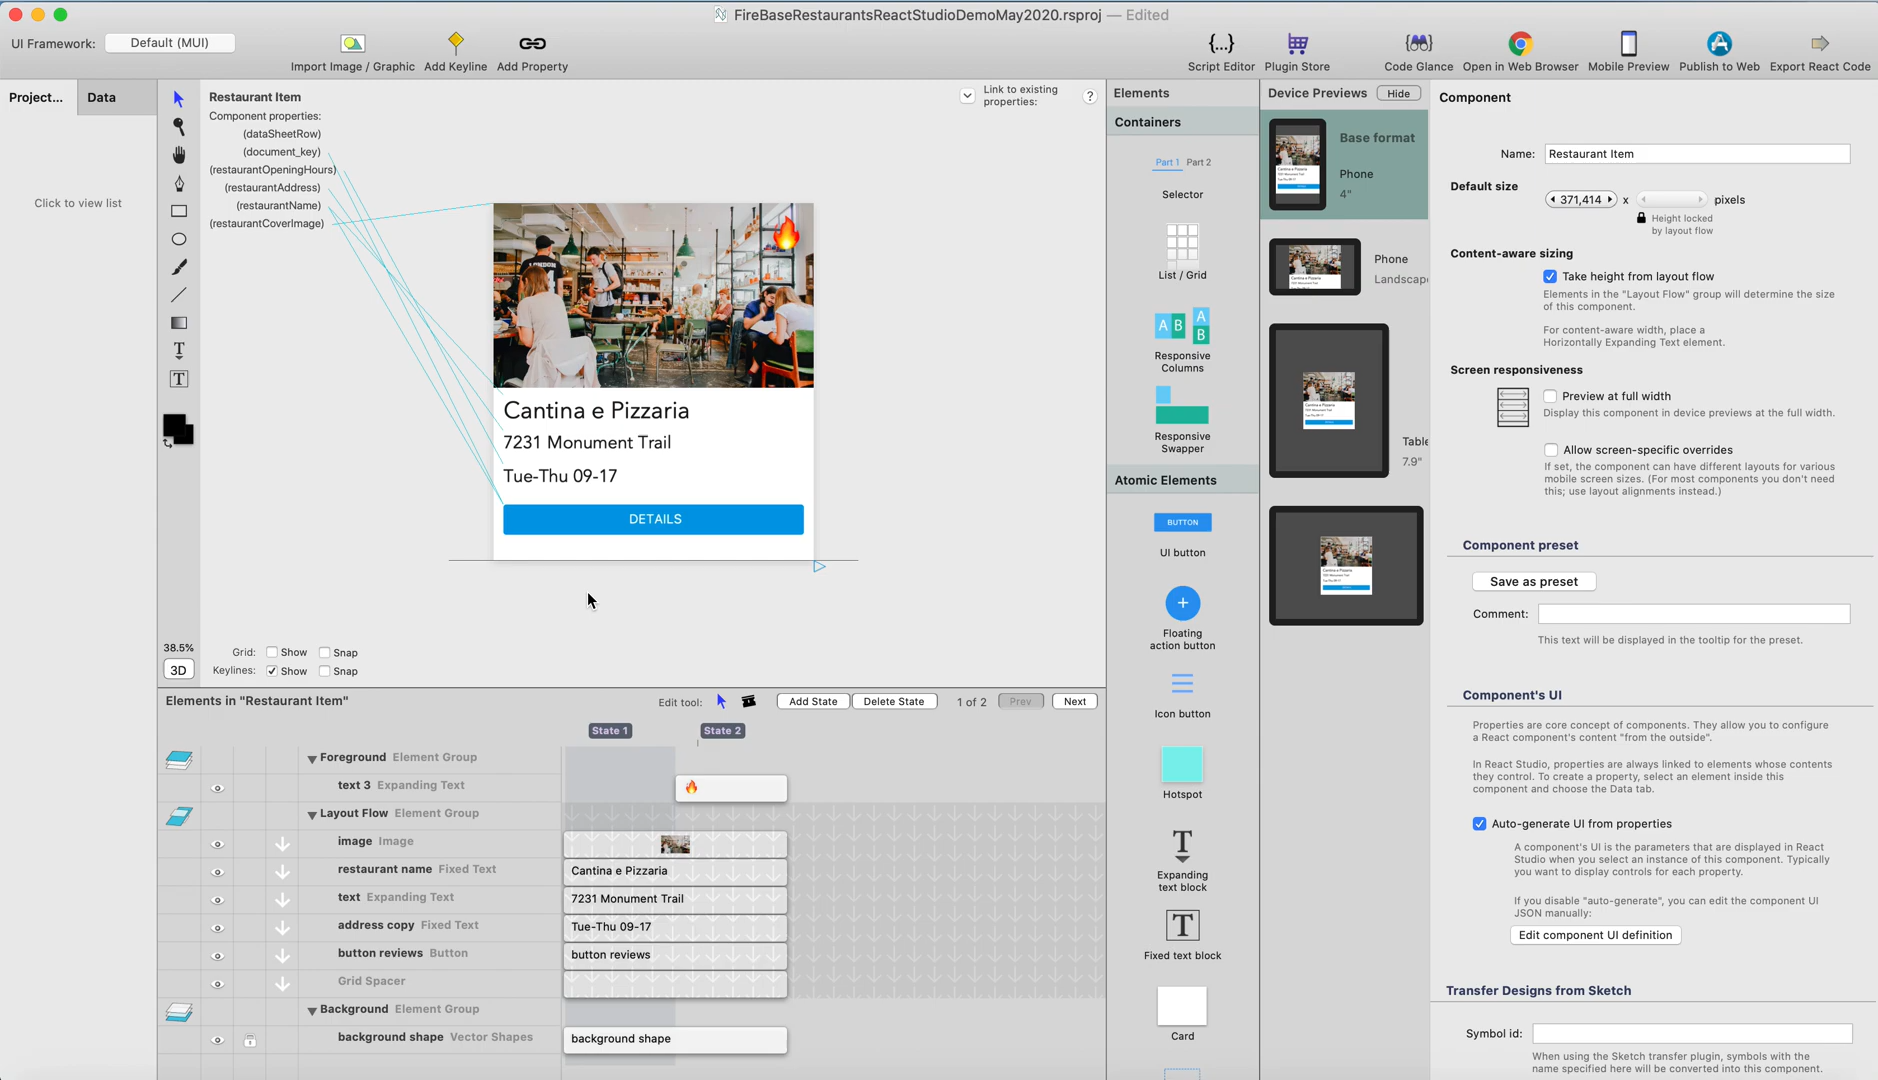 FireBaseRestaurantsReactStudioDemoMay2020.rsproj — Edited
UI Framework: Default (MUI)
Import Image / Graphic Add Keyline Add Property
Script Editor Plugin Store Code Glance Open in Web Browser Mobile Preview Publish to Web Export React Code
Project... Data
Click to view list
Restaurant Item
Component properties:
(dataSheetRow)
(document_key)
(restaurantOpeningHours)
(restaurantAddress)
(restaurantName)
(restaurantCoverImage)
Link to existing
properties:
?
LONDON
Cantina e Pizzaria
7231 Monument Trail
Tue-Thu 09-17
DETAILS
38.5%
3D
Grid: Show Snap
Keylines: Show Snap
Elements in "Restaurant Item"
Edit tool: Add State Delete State 1 of 2 Prev Next
State 1 State 2
Foreground Element Group
text 3 Expanding Text
Layout Flow Element Group
image Image
restaurant name Fixed Text Cantina e Pizzaria
text Expanding Text 7231 Monument Trail
address copy Fixed Text Tue-Thu 09-17
button reviews Button button reviews
Grid Spacer
Background Element Group
background shape Vector Shapes background shape
Elements
Containers
Part 1 Part 2
Selector
List / Grid
A B A
B
Responsive
Columns
Responsive
Swapper
Atomic Elements
BUTTON
UI button
Floating
action button
Icon button
Hotspot
T
Expanding
text block
T
Fixed text block
Card
Device Previews Hide
Base format
Phone
4"
Phone
Landscap
Table
7.9"
Component
Name: Restaurant Item
Default size
371,414 x pixels
Height locked
by layout flow
Content-aware sizing
Take height from layout flow
Elements in the "Layout Flow" group will determine the size
of this component.
For content-aware width, place a
Horizontally Expanding Text element.
Screen responsiveness
Preview at full width
Display this component in device previews at the full width.
Allow screen-specific overrides
If set, the component can have different layouts for various
mobile screen sizes. (For most components you don't need
this; use layout alignments instead.)
Component preset
Save as preset
Comment:
This text will be displayed in the tooltip for the preset.
Component's UI
Properties are core concept of components. They allow you to configure
a React component's content "from the outside".
In React Studio, properties are always linked to elements whose contents
they control. To create a property, select an element inside this
component and choose the Data tab.
Auto-generate UI from properties
A component's UI is the parameters that are displayed in React
Studio when you select an instance of this component. Typically
you want to display controls for each property.
If you disable "auto-generate", you can edit the component UI
JSON manually:
Edit component UI definition
Transfer Designs from Sketch
Symbol id:
When using the Sketch transfer plugin, symbols with the
name specified here will be converted into this component.